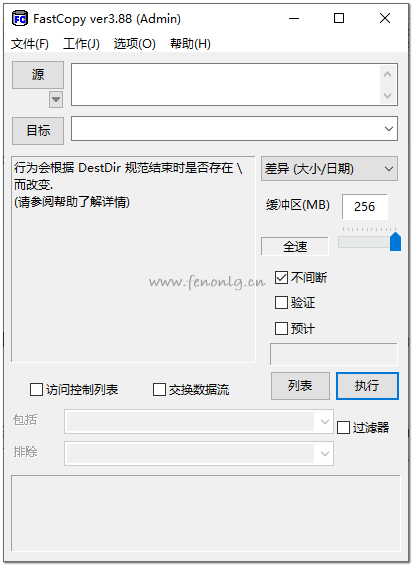 FastCopy ver3.88 (Admin)
文件(F) 工作(J) 选项(O) 帮助(H)
源
目标
行为会根据 DestDir 规范结束时是否存在 \
而改变.
(请参阅帮助了解详情)
差异 (大小/日期)
缓冲区(MB) 256
全速
www.fenonlg.cn
不间断
验证
预计
访问控制列表 交换数据流 列表 执行
包括
过滤器
排除